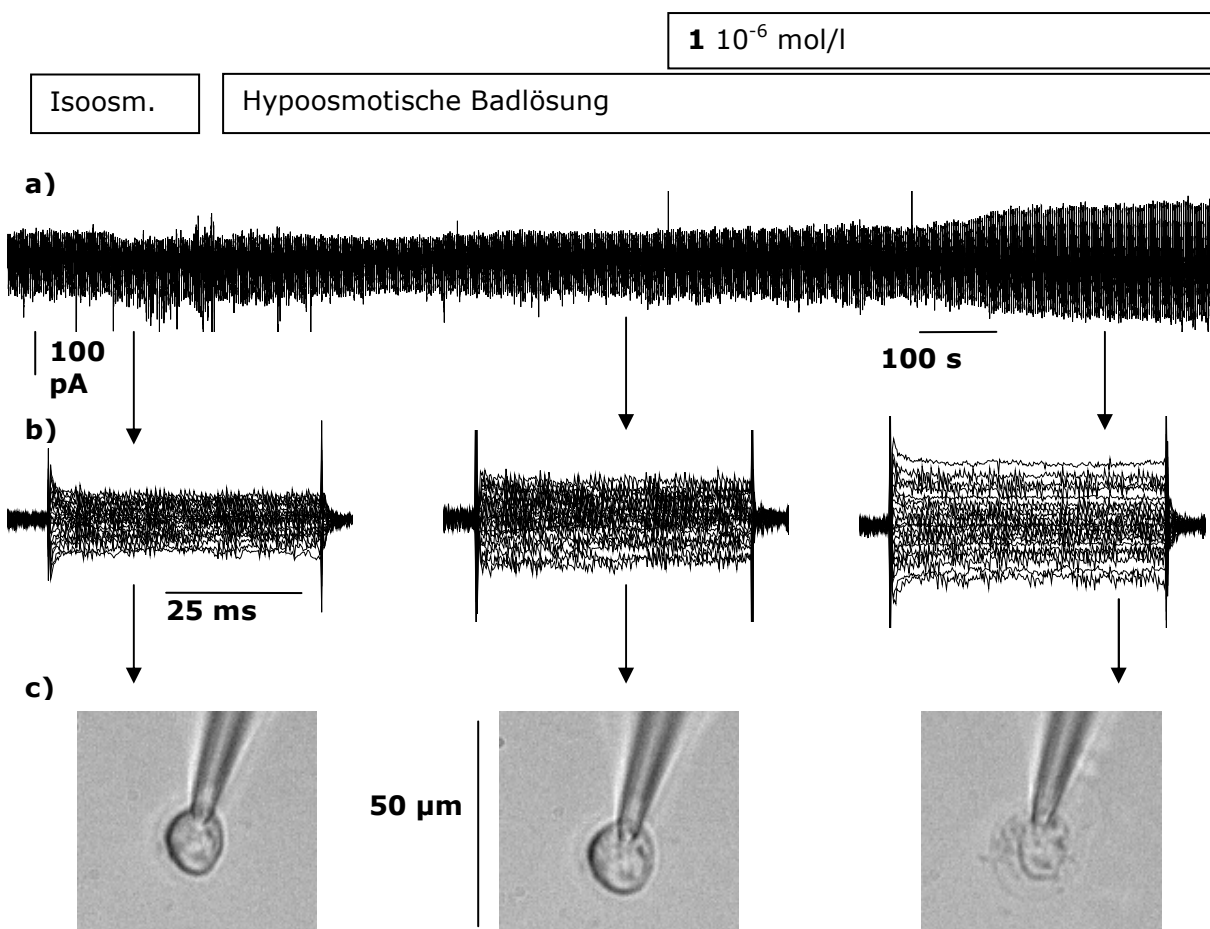 1 10⁻⁶ mol/l
Isoosm.
Hypoosmotische Badlösung
a)
100
pA
100 s
b)
25 ms
c)
50 µm